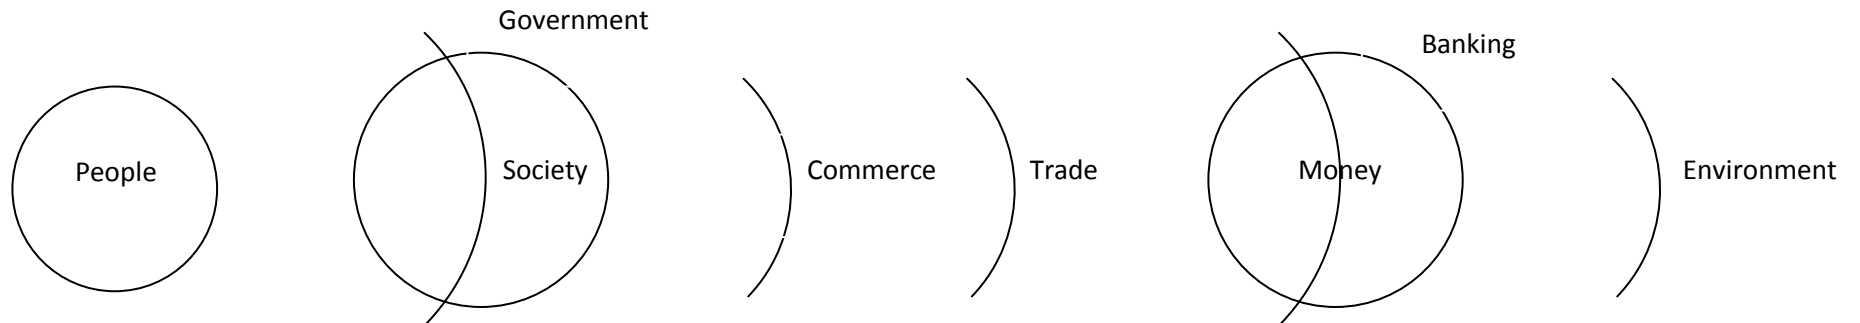 Government
Banking
People
Society
Commerce
Trade
Money
Environment